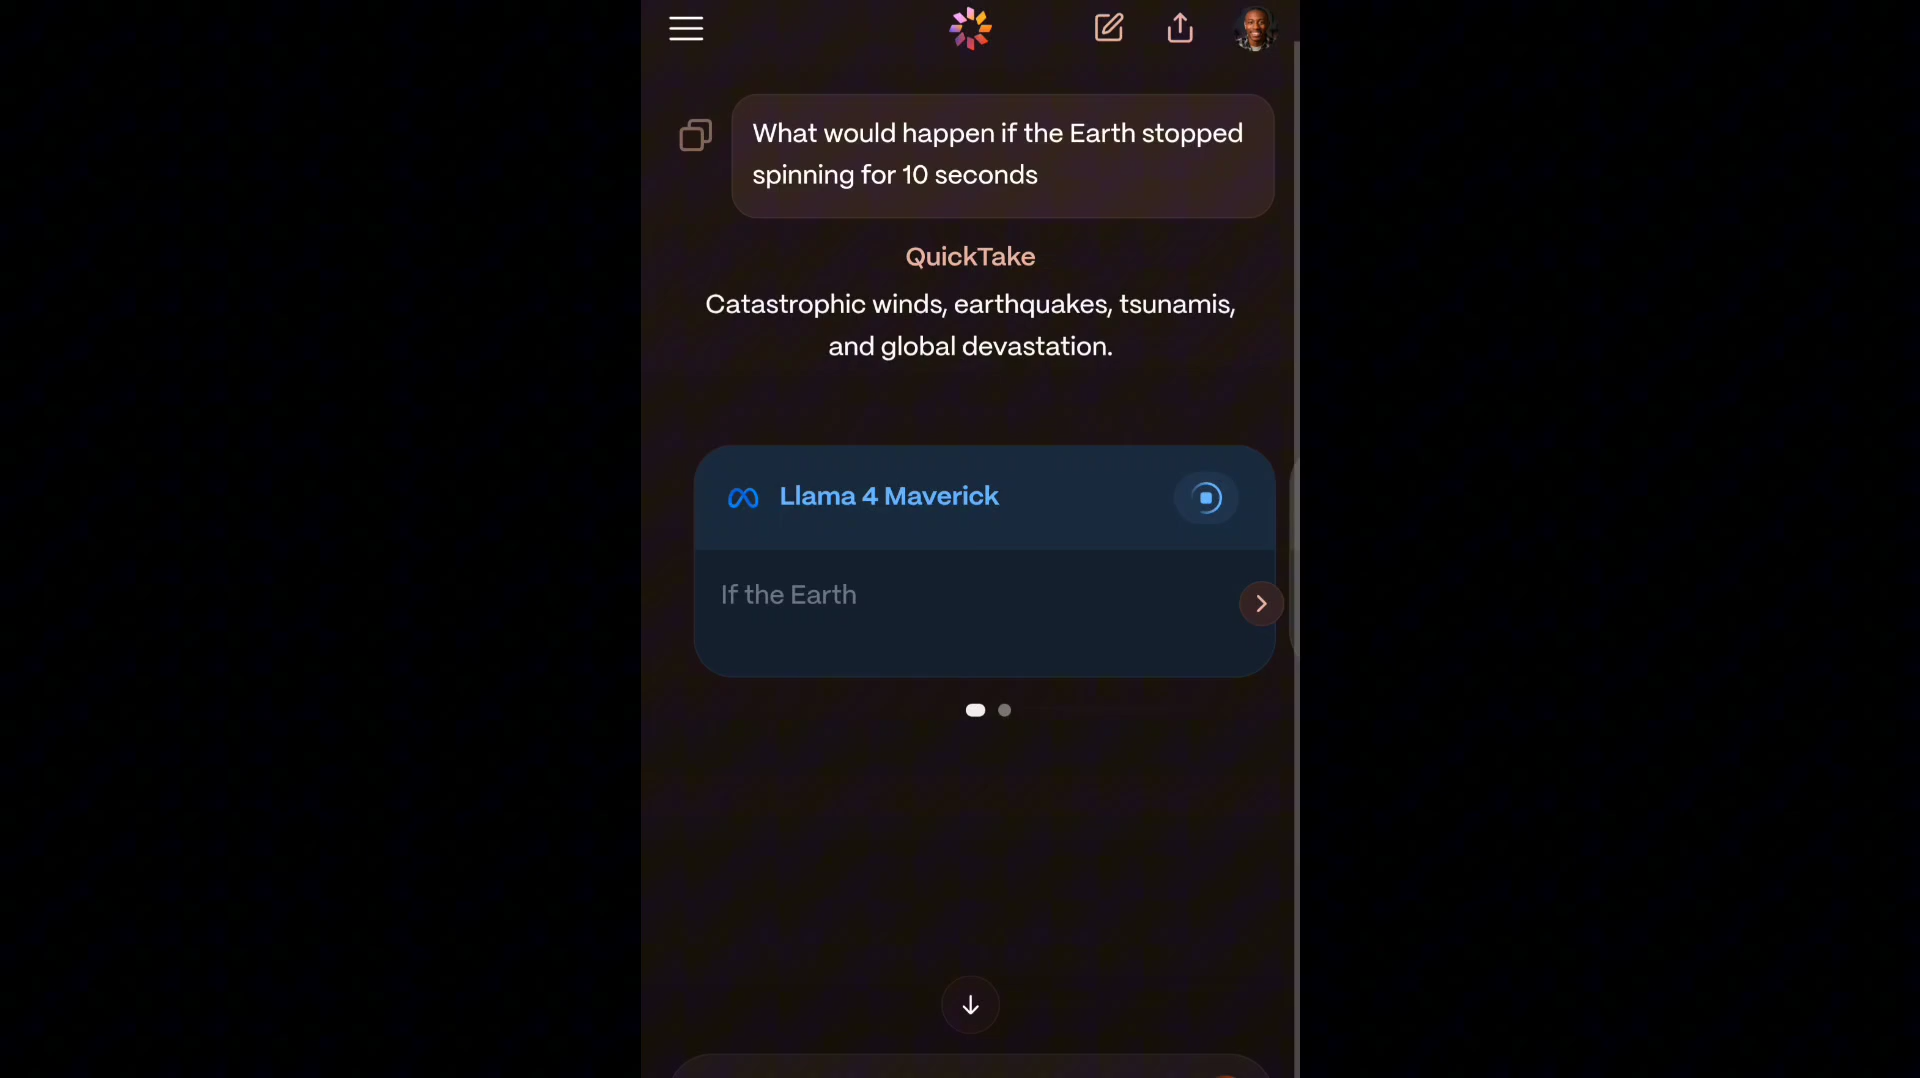 What would happen if the Earth stopped
spinning for 10 seconds
QuickTake
Catastrophic winds, earthquakes, tsunamis,
and global devastation.
Llama 4 Maverick
If the Earth